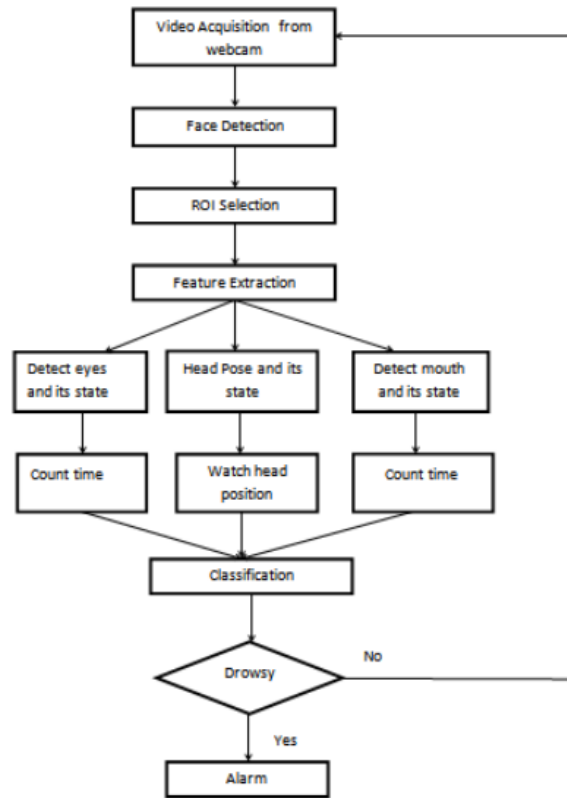 Video Acquisition from
webcam
Face Detection
ROI Selection
Feature Extraction
Detect eyes
and its state
Head Pose and its
state
Detect mouth
and its state
Count time
Watch head
position
Count time
Classification
Drowsy
No
Yes
Alarm